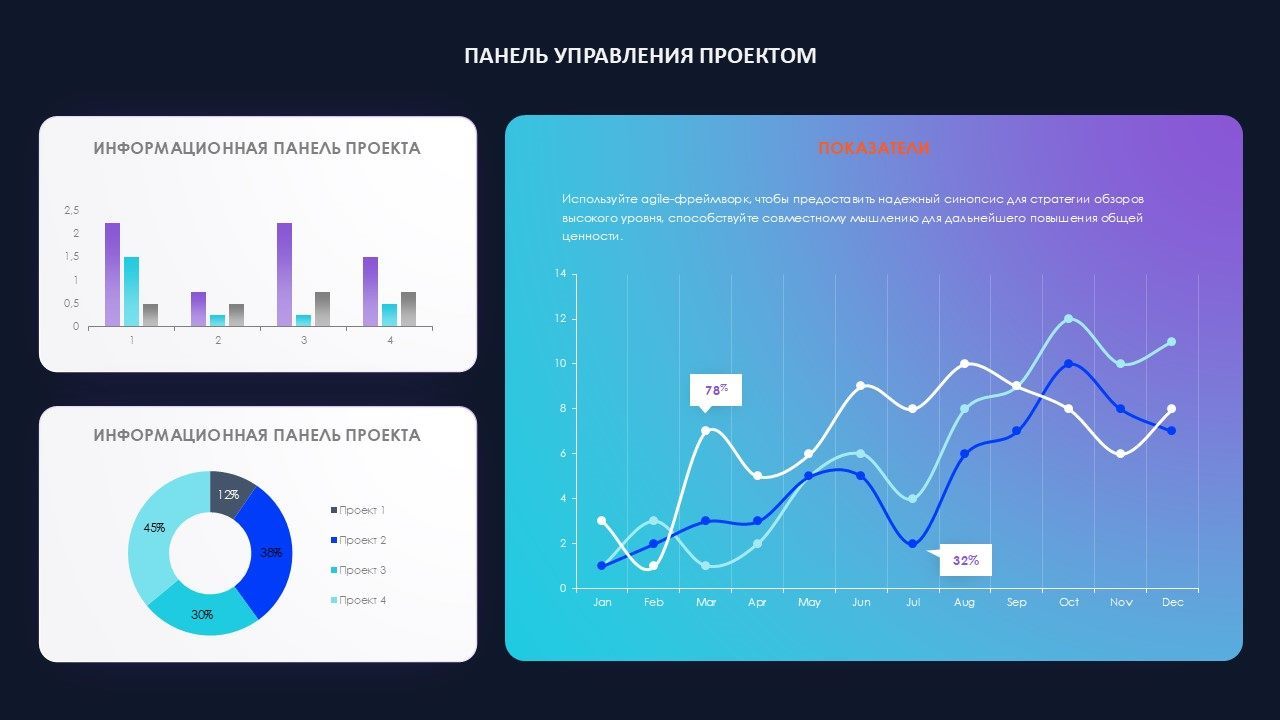 ПАНЕЛЬ УПРАВЛЕНИЯ ПРОЕКТОМ
ИНФОРМАЦИОННАЯ ПАНЕЛЬ ПРОЕКТА
2,5
2
1,5
1
0,5
0
1 2 3 4
ИНФОРМАЦИОННАЯ ПАНЕЛЬ ПРОЕКТА
12%
45%
38%
30%
Проект 1
Проект 2
Проект 3
Проект 4
ПОКАЗАТЕЛИ
Используйте agile-фреймворк, чтобы предоставить надежный синопсис для стратегии обзоров
высокого уровня, способствуйте совместному мышлению для дальнейшего повышения общей
ценности.
14
12
10
8
6
4
2
0
78%
32%
Jan Feb Mar Apr May Jun Jul Aug Sep Oct Nov Dec